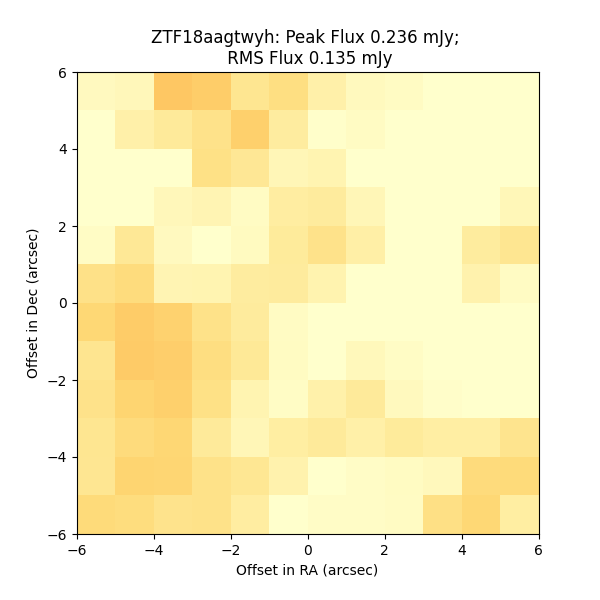 ZTF18aagtwyh: Peak Flux 0.236 mJy;
RMS Flux 0.135 mJy
6
4
2
0
−2
−4
−6
Offset in Dec (arcsec)
−6 −4 −2 0 2 4 6
Offset in RA (arcsec)